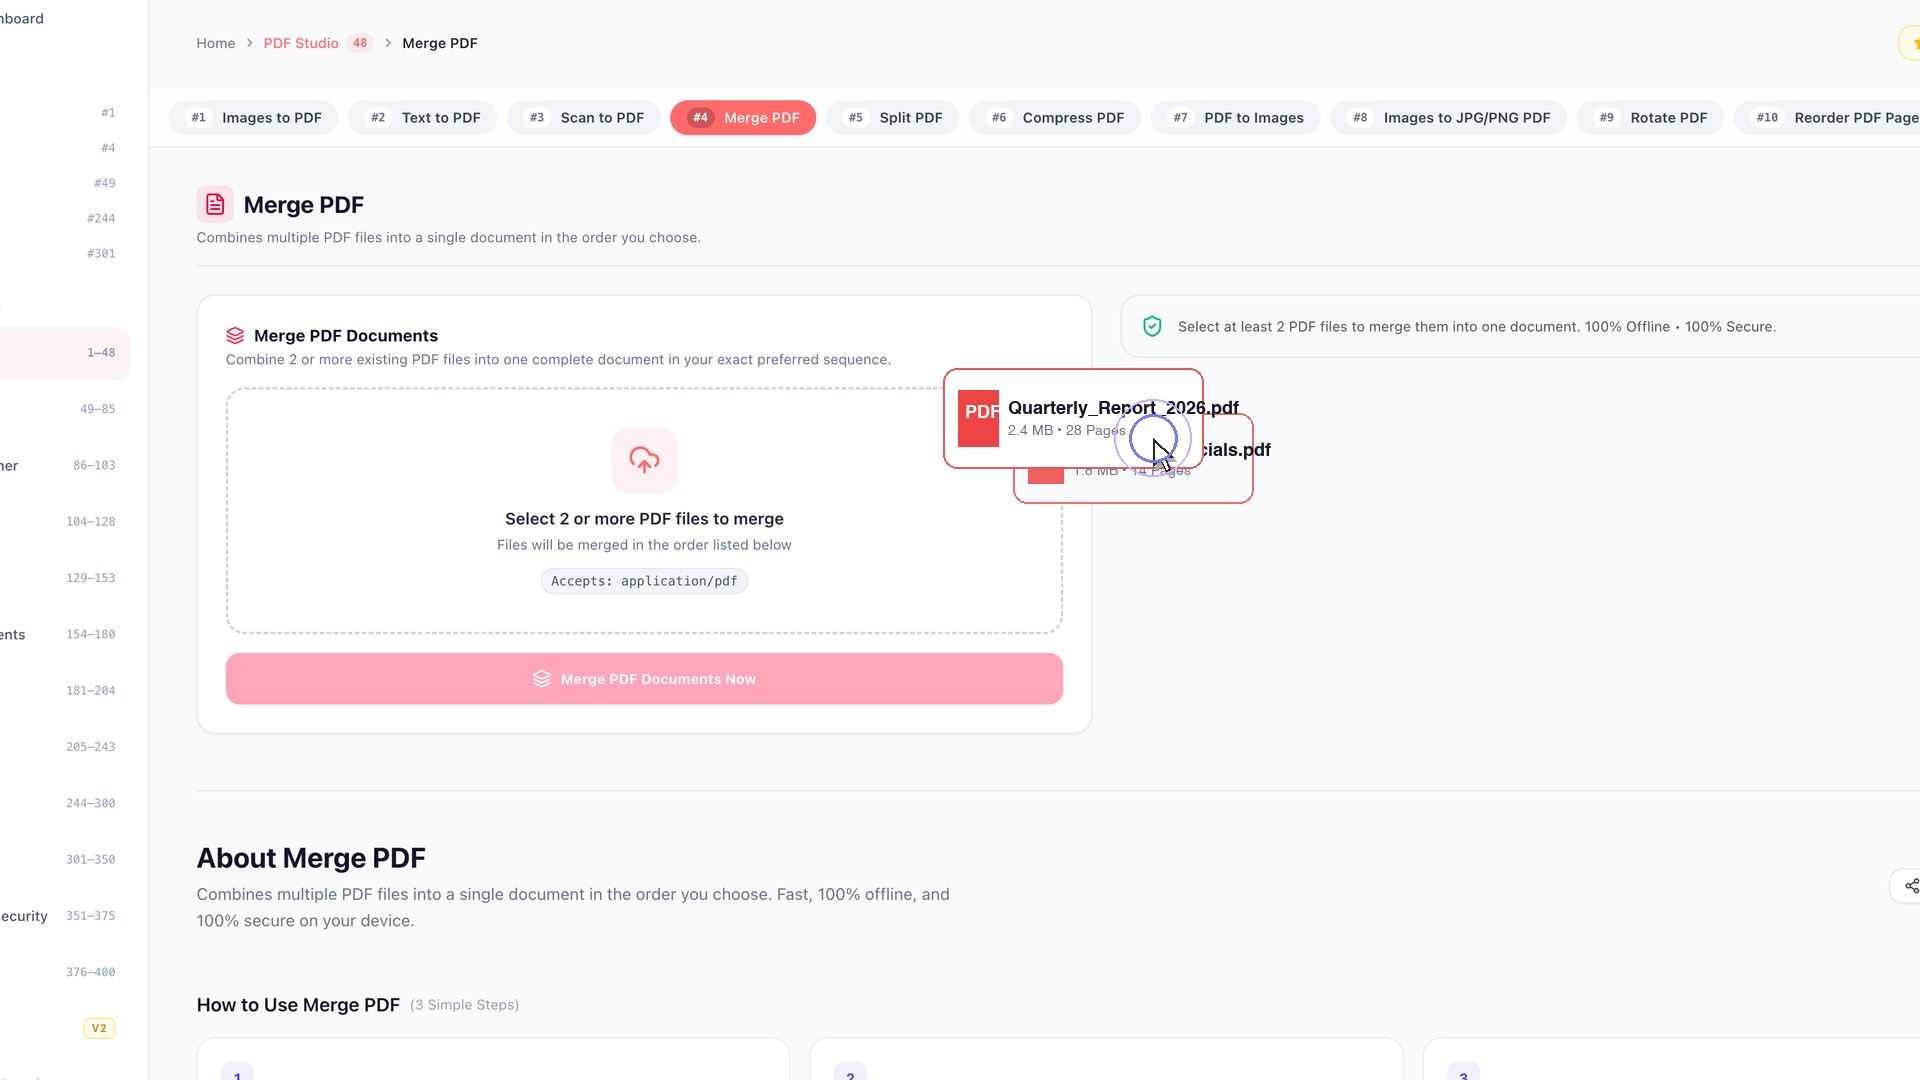 nboard
Home > PDF Studio 48 > Merge PDF
#1 Images to PDF
#2 Text to PDF
#3 Scan to PDF
#4 Merge PDF
#5 Split PDF
#6 Compress PDF
#7 PDF to Images
#8 Images to JPG/PNG PDF
#9 Rotate PDF
#10 Reorder PDF Page
#1
#4
#49
#244
#301
1–48
49–85
ner 86–103
104–128
129–153
ents 154–180
181–204
205–243
244–300
301–350
ecurity 351–375
376–400
V2
Merge PDF
Combines multiple PDF files into a single document in the order you choose.
Merge PDF Documents
Combine 2 or more existing PDF files into one complete document in your exact preferred sequence.
Select 2 or more PDF files to merge
Files will be merged in the order listed below
Accepts: application/pdf
Merge PDF Documents Now
Select at least 2 PDF files to merge them into one document. 100% Offline • 100% Secure.
PDF
Quarterly_Report_2026.pdf
2.4 MB • 28 Pages
cials.pdf
1.8 MB • 14 Pages
About Merge PDF
Combines multiple PDF files into a single document in the order you choose. Fast, 100% offline, and
100% secure on your device.
How to Use Merge PDF (3 Simple Steps)
1
2
3